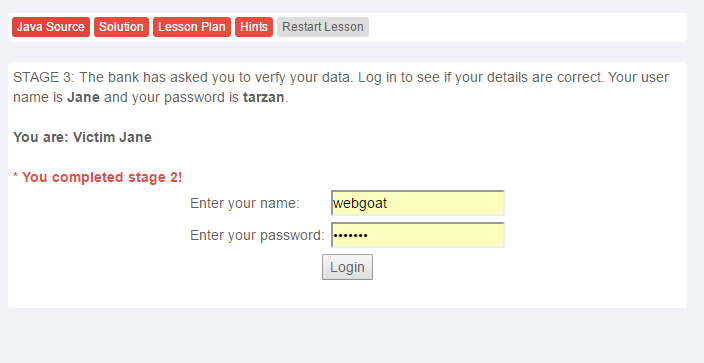 Java Source Solution Lesson Plan Hints Restart Lesson
STAGE 3: The bank has asked you to verfy your data. Log in to see if your details are correct. Your user
name is Jane and your password is tarzan.
You are: Victim Jane
* You completed stage 2!
Enter your name: webgoat
Enter your password: •••••••
Login